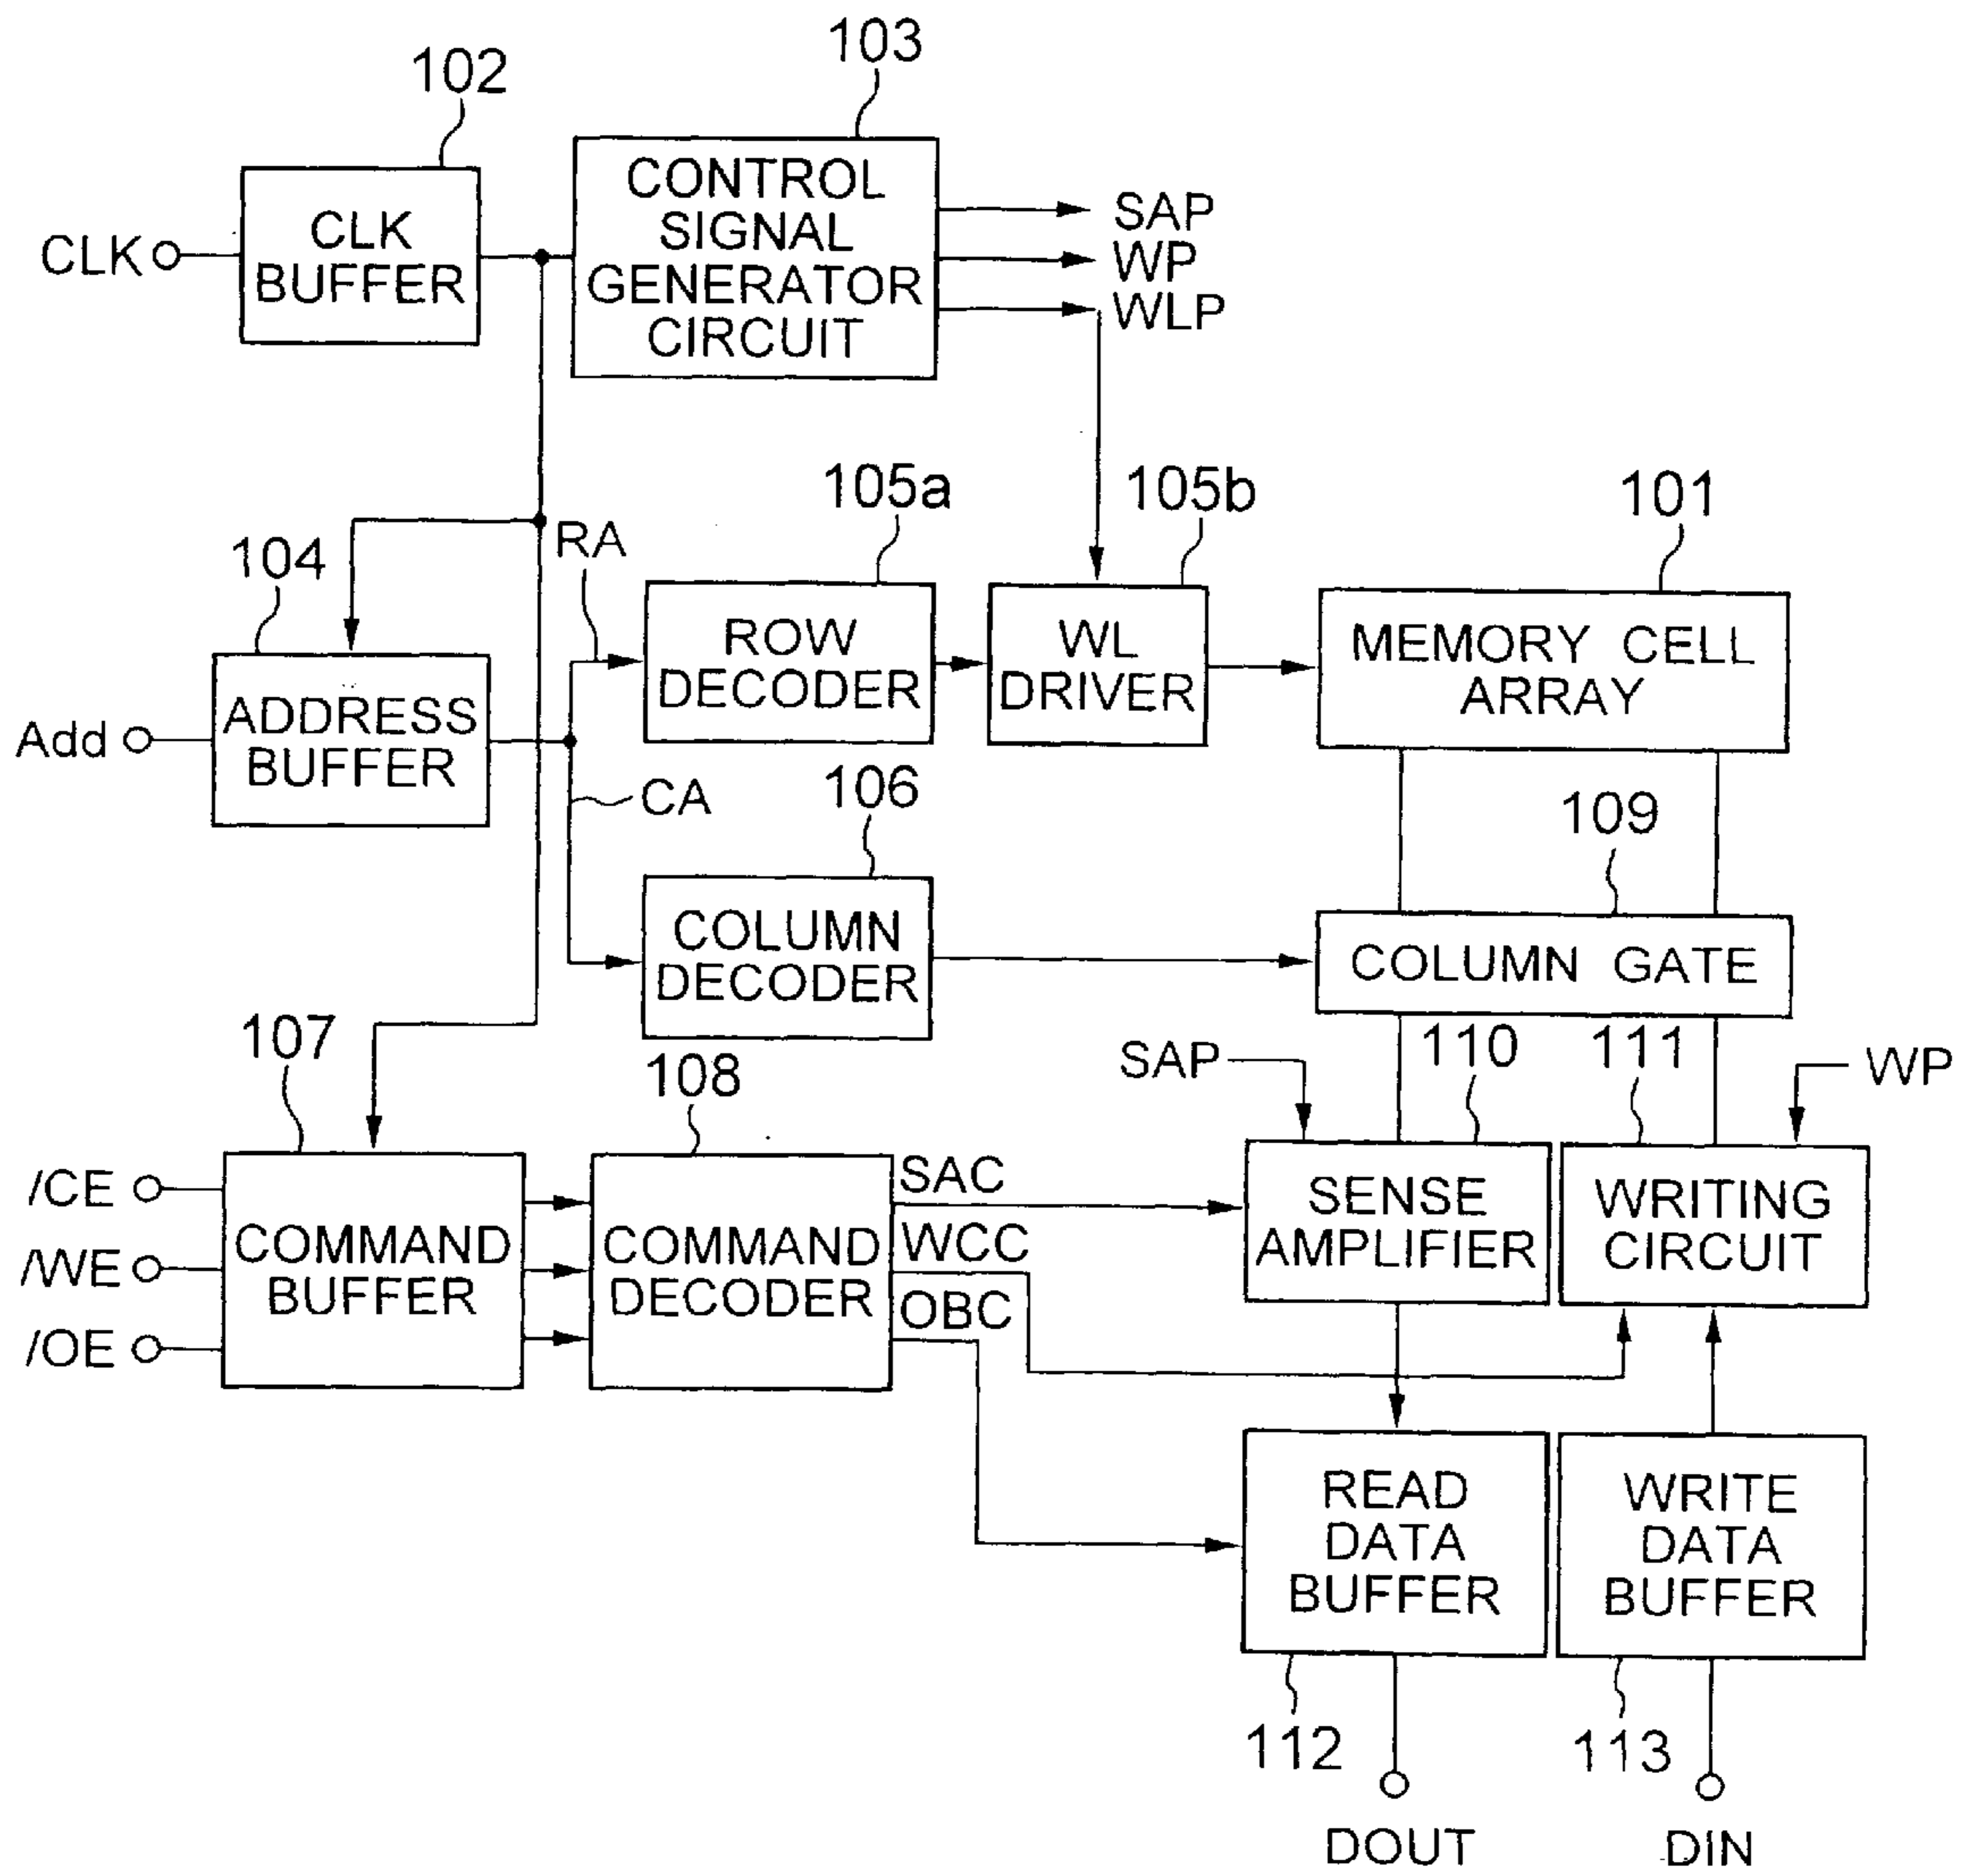 103
102
CONTROL
SIGNAL
GENERATOR
CIRCUIT
CLK
CLK
BUFFER
SAP
WP
WLP
105a
105b
101
RA
104
ROW
DECODER
WL
DRIVER
MEMORY CELL
ARRAY
Add
ADDRESS
BUFFER
CA
106
109
COLUMN
DECODER
COLUMN GATE
107
108
SAP
110
111
WP
/CE
/WE
/OE
COMMAND
BUFFER
COMMAND
DECODER
SAC
WCC
OBC
SENSE
AMPLIFIER
WRITING
CIRCUIT
READ
DATA
BUFFER
WRITE
DATA
BUFFER
112
113
DOUT
DIN